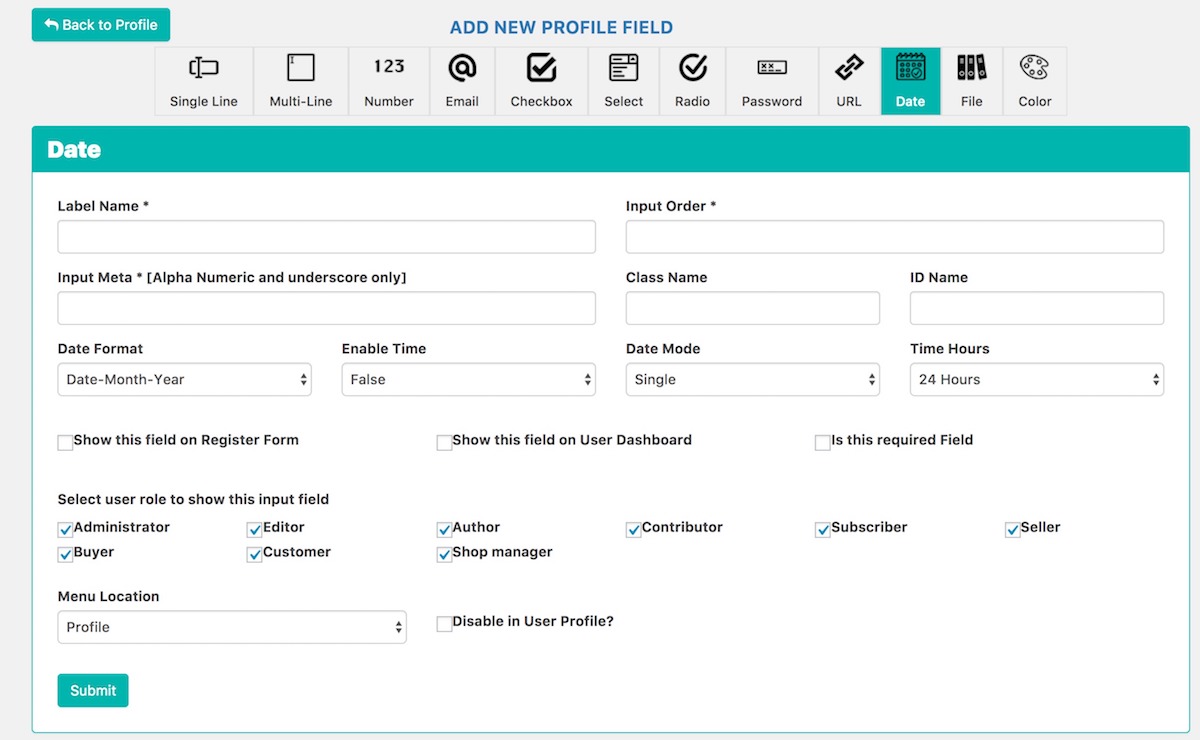 Back to Profile
ADD NEW PROFILE FIELD
123
Single Line Multi-Line Number Email Checkbox Select Radio Password URL Date File Color
Date
Label Name * Input Order *
Input Meta * [Alpha Numeric and underscore only] Class Name ID Name
Date Format Enable Time Date Mode Time Hours
Date-Month-Year False Single 24 Hours
Show this field on Register Form Show this field on User Dashboard Is this required Field
Select user role to show this input field
Administrator Editor Author Contributor Subscriber Seller
Buyer Customer Shop manager
Menu Location
Profile Disable in User Profile?
Submit